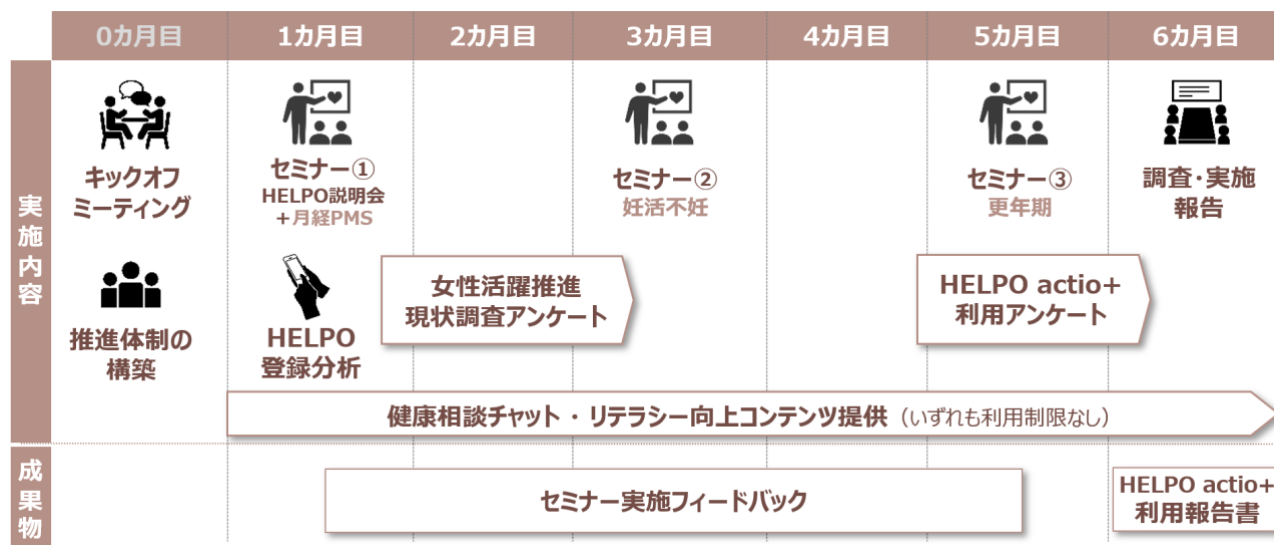 0カ月目
1カ月目
2カ月目
3カ月目
4カ月目
5カ月目
6カ月目
実施内容
キックオフ
ミーティング
セミナー①
HELPO説明会
+月経PMS
セミナー②
妊活不妊
セミナー③
更年期
調査・実施
報告
推進体制の
構築
HELPO
登録分析
女性活躍推進
現状調査アンケート
HELPO actio+
利用アンケート
健康相談チャット ・ リテラシー向上コンテンツ提供（いずれも利用制限なし）
成果物
セミナー実施フィードバック
HELPO actio+
利用報告書